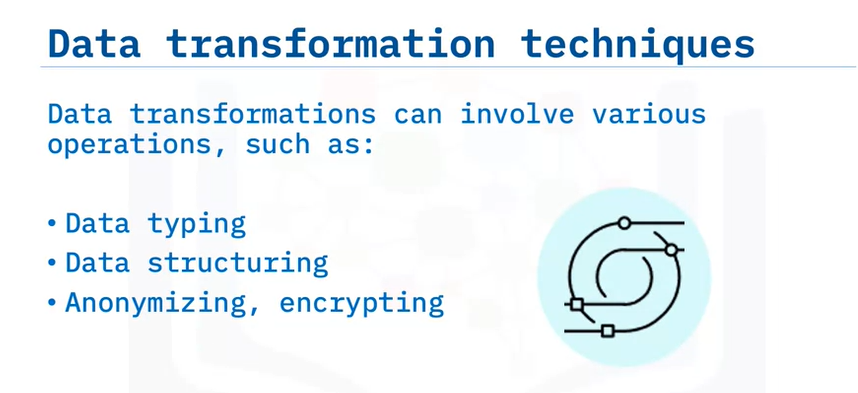 Data transformation techniques
Data transformations can involve various
operations, such as:
• Data typing
• Data structuring
• Anonymizing, encrypting